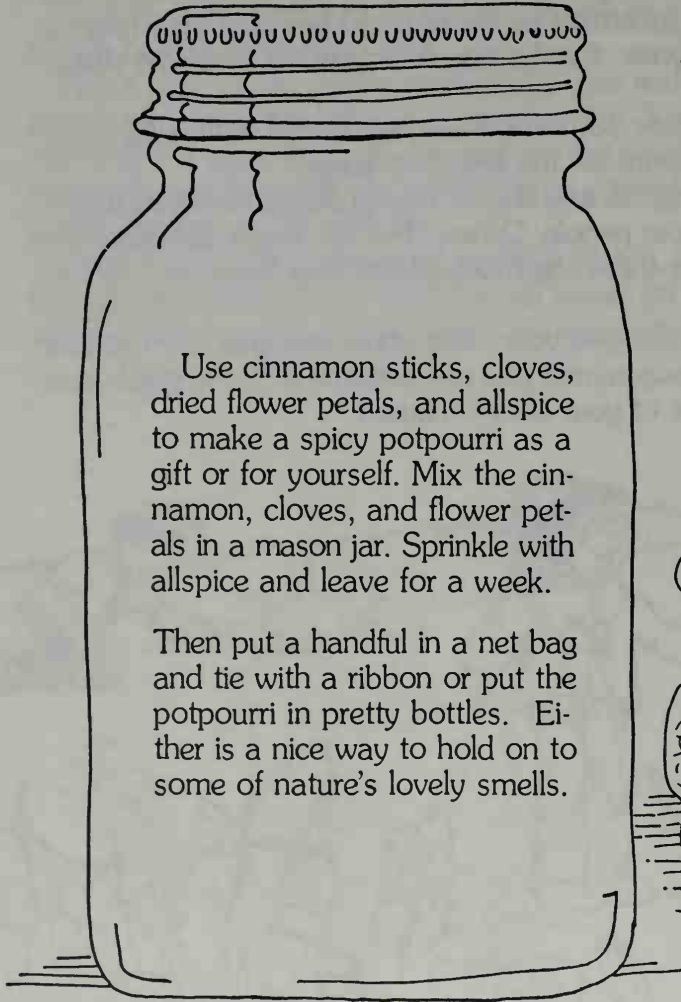 Use cinnamon sticks, cloves,
dried flower petals, and allspice
to make a spicy potpourri as a
gift or for yourself. Mix the cin-
namon, cloves, and flower pet-
als in a mason jar. Sprinkle with
allspice and leave for a week.
Then put a handful in a net bag
and tie with a ribbon or put the
potpourri in pretty bottles. Ei-
ther is a nice way to hold on to
some of nature's lovely smells.